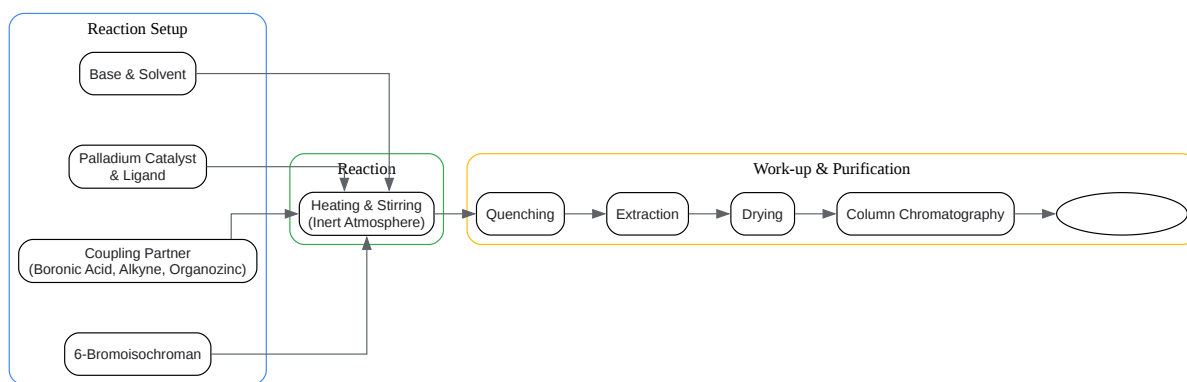 Reaction Setup
Base & Solvent
Palladium Catalyst
& Ligand
Coupling Partner
(Boronic Acid, Alkyne, Organozinc)
6-Bromoisochroman
Reaction
Heating & Stirring
(Inert Atmosphere)
Work-up & Purification
Quenching
Extraction
Drying
Column Chromatography